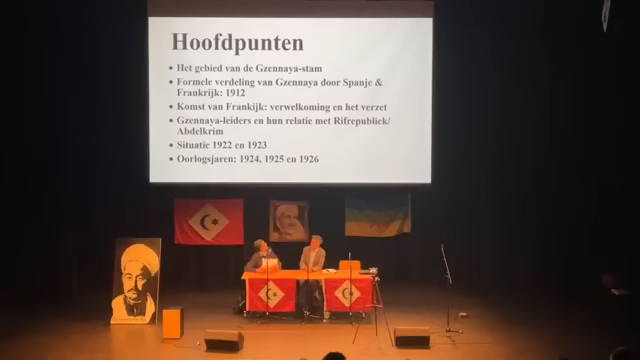 Hoofdpunten
• Het gebied van de Gzennaya-stam
• Formele verdeling van Gzennaya door Spanje &
Frankrijk: 1912
• Komst van Frankijk: verwelkoming en het verzet
• Gzennaya-leiders en hun relatie met Rifrepubliek/
Abdelkrim
• Situatie 1922 en 1923
• Oorlogsjaren: 1924, 1925 en 1926